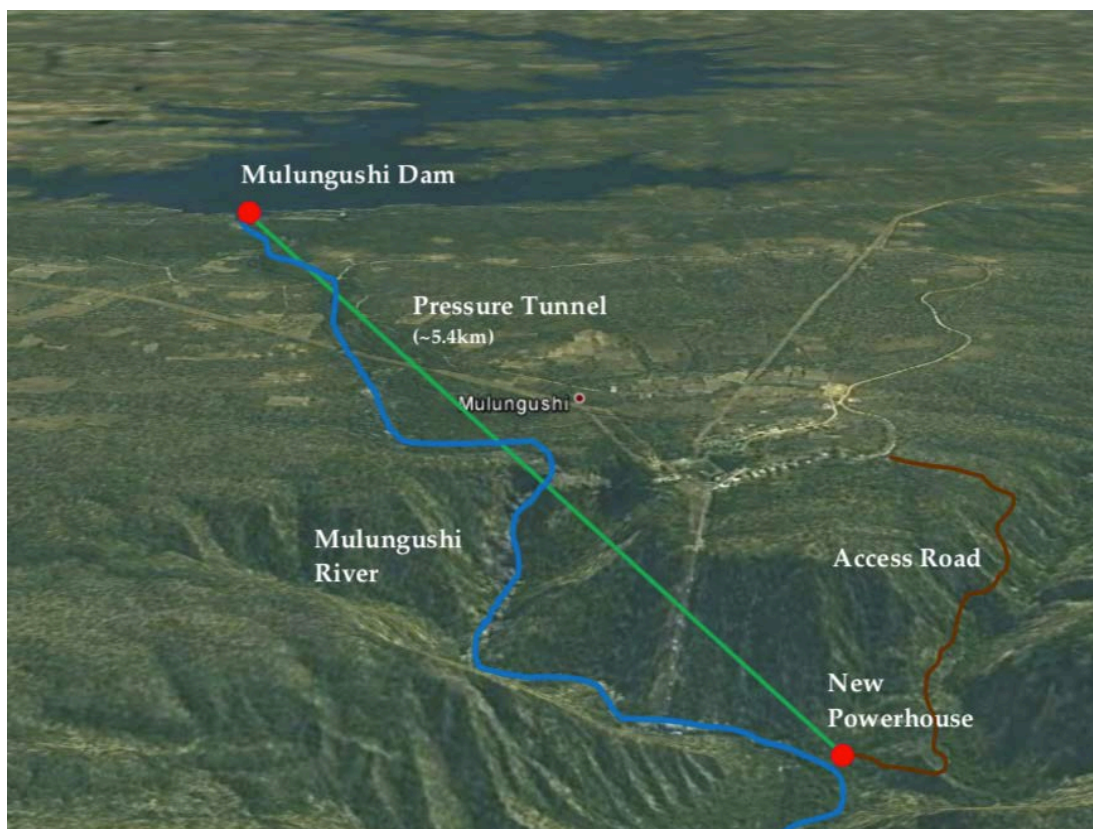 Mulungushi Dam
Pressure Tunnel
(~5.4km)
Mulungushi
Mulungushi
River
Access Road
New
Powerhouse